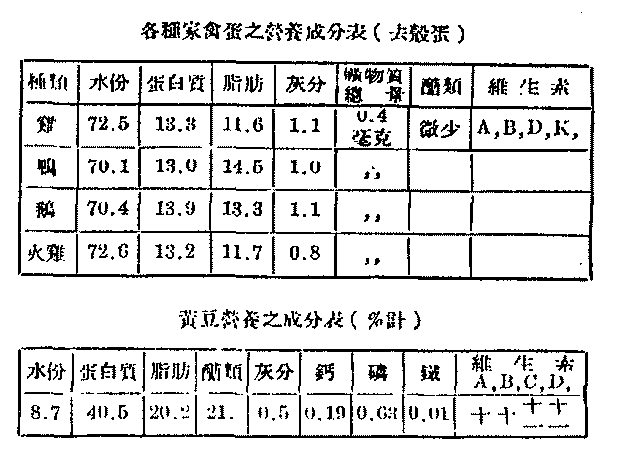 各種家禽蛋之營養成分表(去殼蛋)
種類 水份 蛋白質 脂肪 灰分 礦物質總量 醣類 維生素
雞 72.5 13.3 11.6 1.1 0.4毫克 微少 A,B,D,K,
鴨 70.1 13.0 14.5 1.0 ,,
鵝 70.4 13.9 13.3 1.1 ,,
火雞 72.6 13.2 11.7 0.8 ,,
黃豆營養之成分表(%計)
水份 蛋白質 脂肪 醣類 灰分 鈣 磷 鐵 維生素 A,B,C,D,
8.7 40.5 20.2 21. 0.5 0.19 0.63 0.01 + + + +